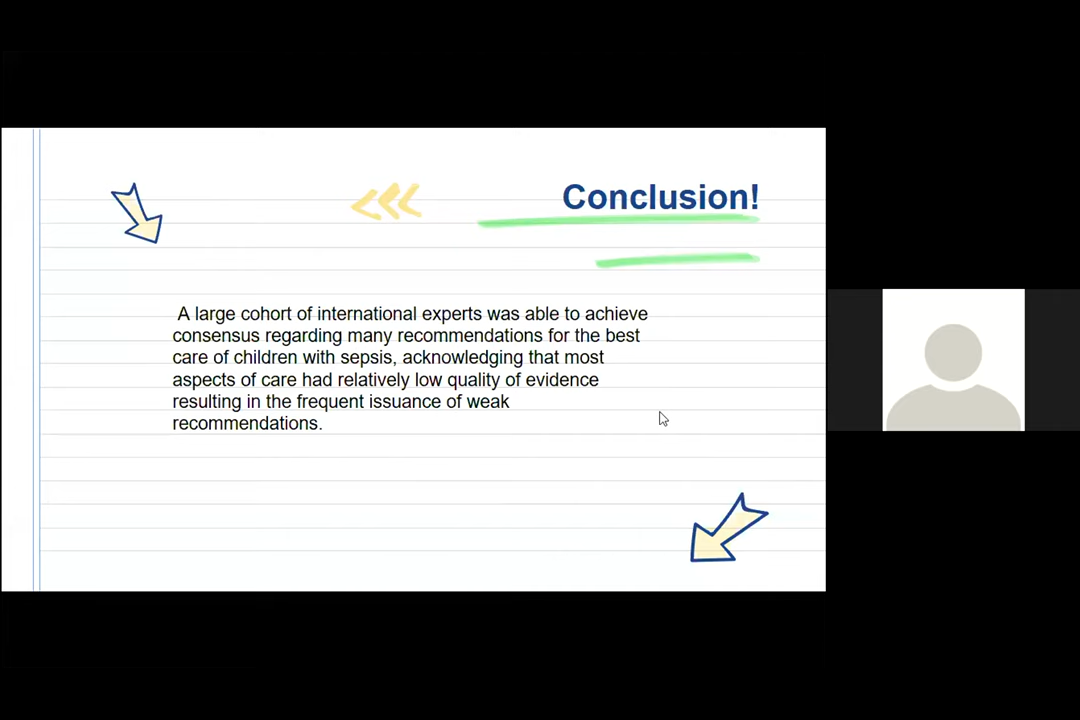 Conclusion!
A large cohort of international experts was able to achieve
consensus regarding many recommendations for the best
care of children with sepsis, acknowledging that most
aspects of care had relatively low quality of evidence
resulting in the frequent issuance of weak
recommendations.